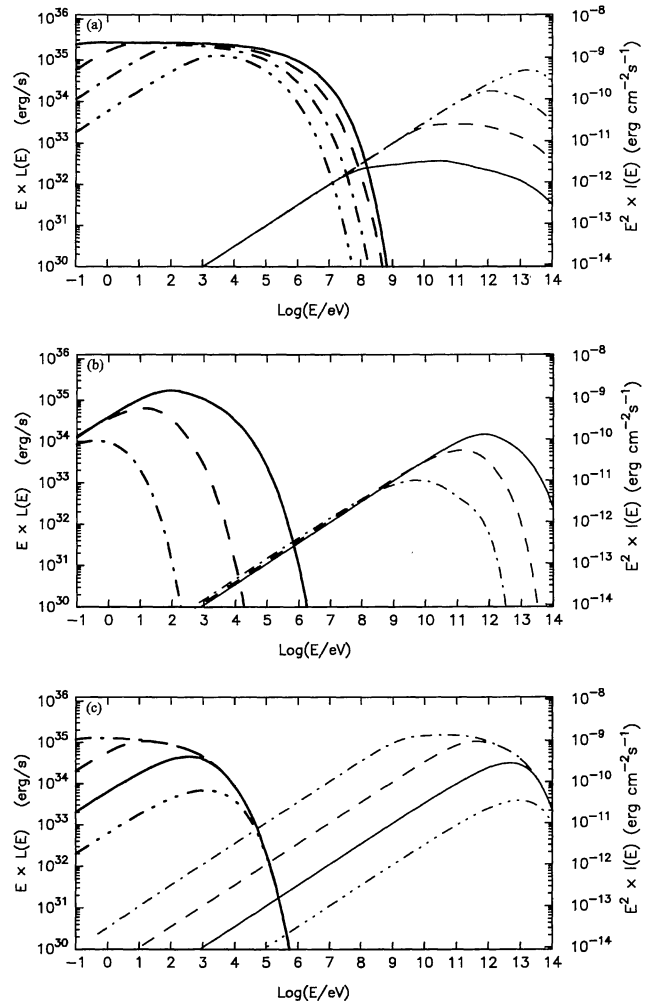 (a)
10^36
10^35
10^34
10^33
10^32
10^31
10^30
E × L(E) (erg/s)
10^-8
10^-9
10^-10
10^-11
10^-12
10^-13
10^-14
E^2 × I(E) (erg cm^-2 s^-1)
-1 0 1 2 3 4 5 6 7 8 9 10 11 12 13 14
Log(E/eV)
(b)
10^36
10^35
10^34
10^33
10^32
10^31
10^30
E × L(E) (erg/s)
10^-8
10^-9
10^-10
10^-11
10^-12
10^-13
10^-14
E^2 × I(E) (erg cm^-2 s^-1)
-1 0 1 2 3 4 5 6 7 8 9 10 11 12 13 14
Log(E/eV)
(c)
10^36
10^35
10^34
10^33
10^32
10^31
10^30
E × L(E) (erg/s)
10^-8
10^-9
10^-10
10^-11
10^-12
10^-13
10^-14
E^2 × I(E) (erg cm^-2 s^-1)
-1 0 1 2 3 4 5 6 7 8 9 10 11 12 13 14
Log(E/eV)